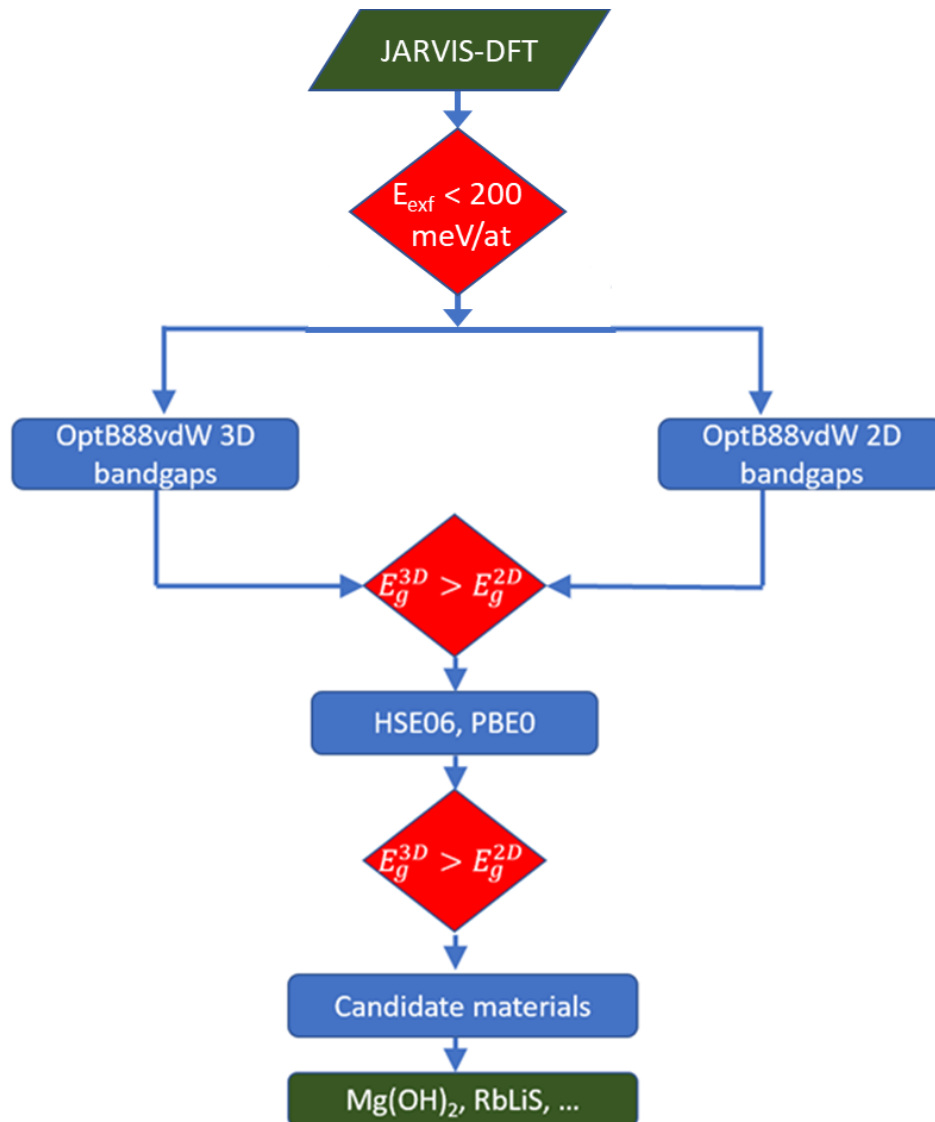 JARVIS-DFT
E_exf < 200
meV/at
OptB88vdW 3D
bandgaps
OptB88vdW 2D
bandgaps
E_g^3D > E_g^2D
HSE06, PBE0
E_g^3D > E_g^2D
Candidate materials
Mg(OH)₂, RbLiS, ...